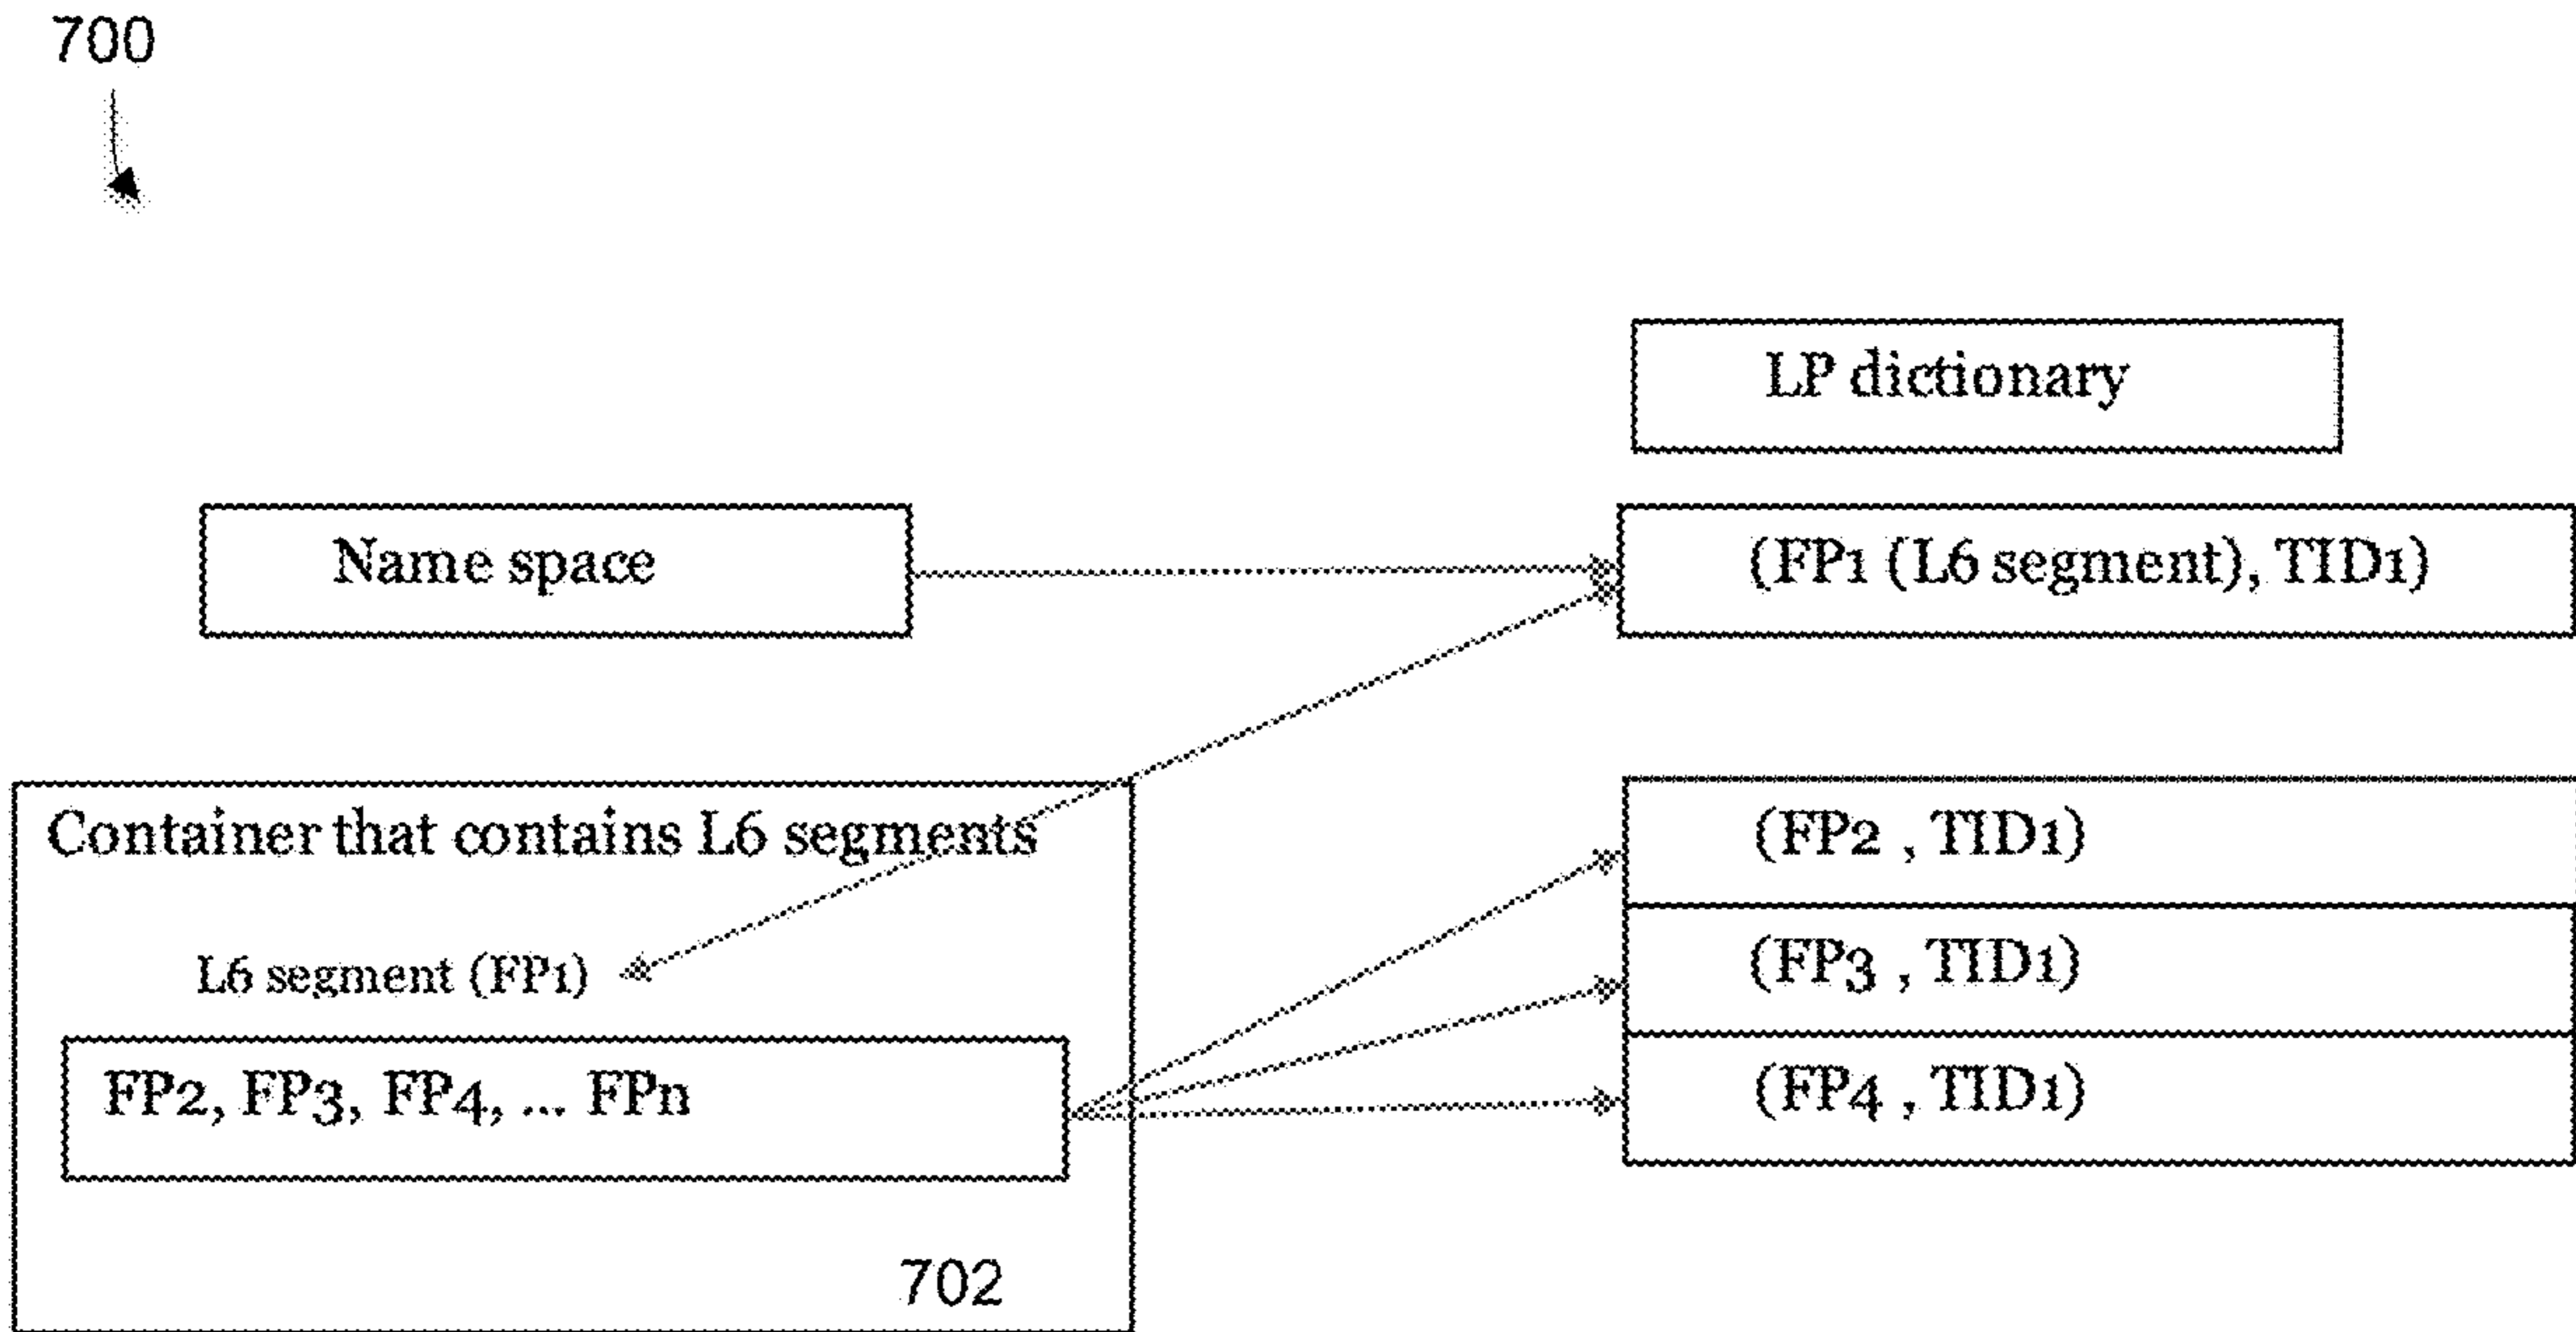 700
LP dictionary
Name space
(FP1 (L6 segment), TID1)
Container that contains L6 segments
L6 segment (FP1)
FP2, FP3, FP4, ... FPn
702
(FP2 , TID1)
(FP3 , TID1)
(FP4 , TID1)